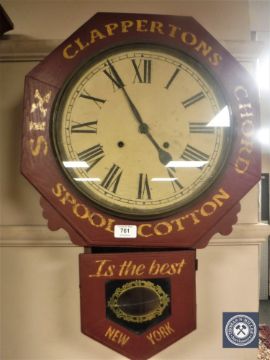 CLAPPERTONS
SIX
CHORD
SPOOL COTTON
761
Is the best
NEW YORK